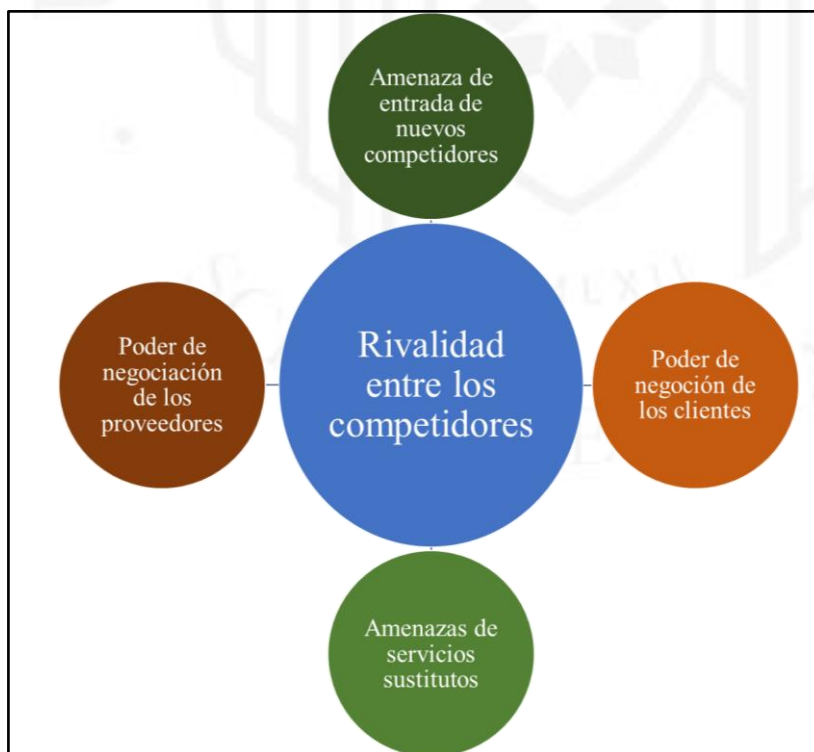 Amenaza de
entrada de
nuevos
competidores
Poder de
negociación
de los
proveedores
Rivalidad
entre los
competidores
Poder de
negoción de
los clientes
Amenazas de
servicios
sustitutos